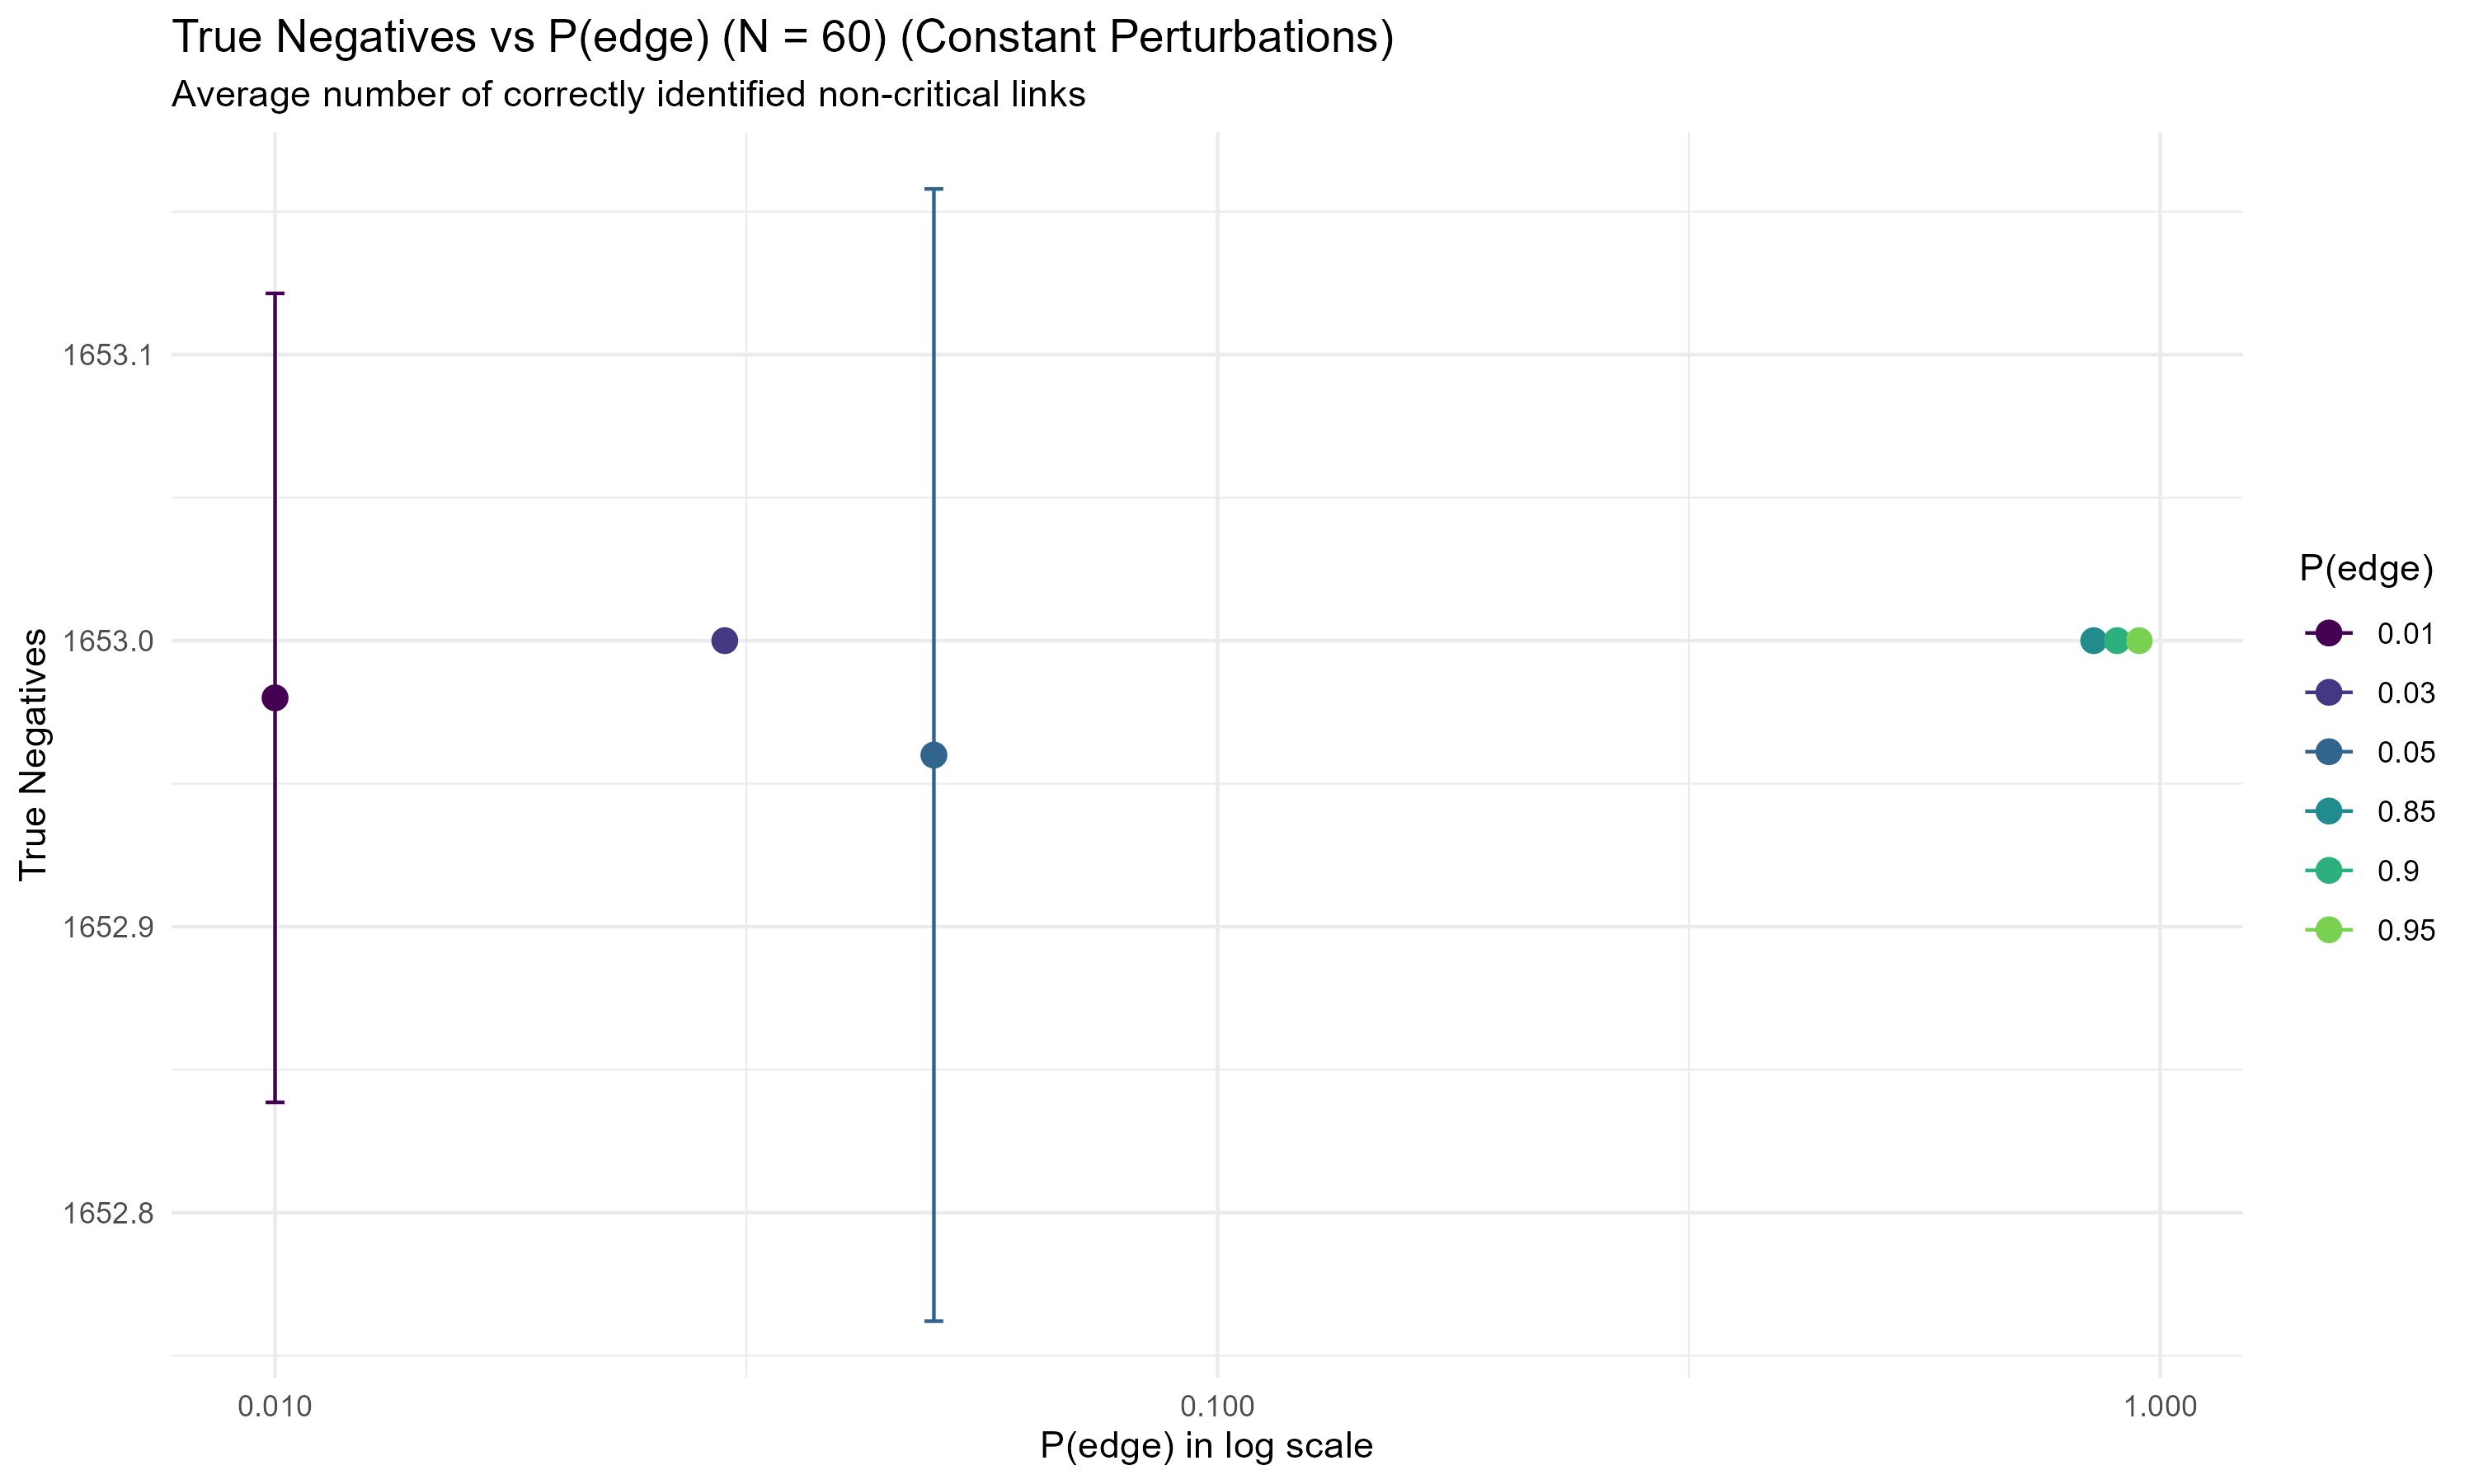 True Negatives vs P(edge) (N = 60) (Constant Perturbations)
Average number of correctly identified non-critical links
True Negatives
1653.1
1653.0
1652.9
1652.8
0.010
0.100
1.000
P(edge) in log scale
P(edge)
0.01
0.03
0.05
0.85
0.9
0.95